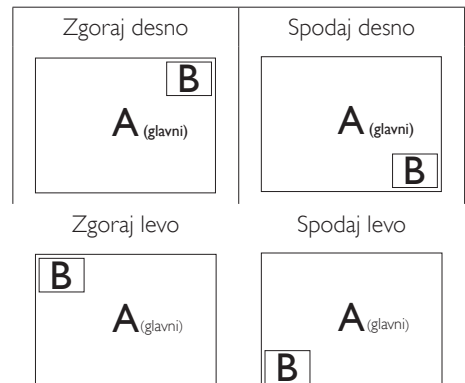 Zgoraj desno
B
A (glavni)
Spodaj desno
A (glavni)
B
Zgoraj levo
B
A (glavni)
Spodaj levo
A (glavni)
B